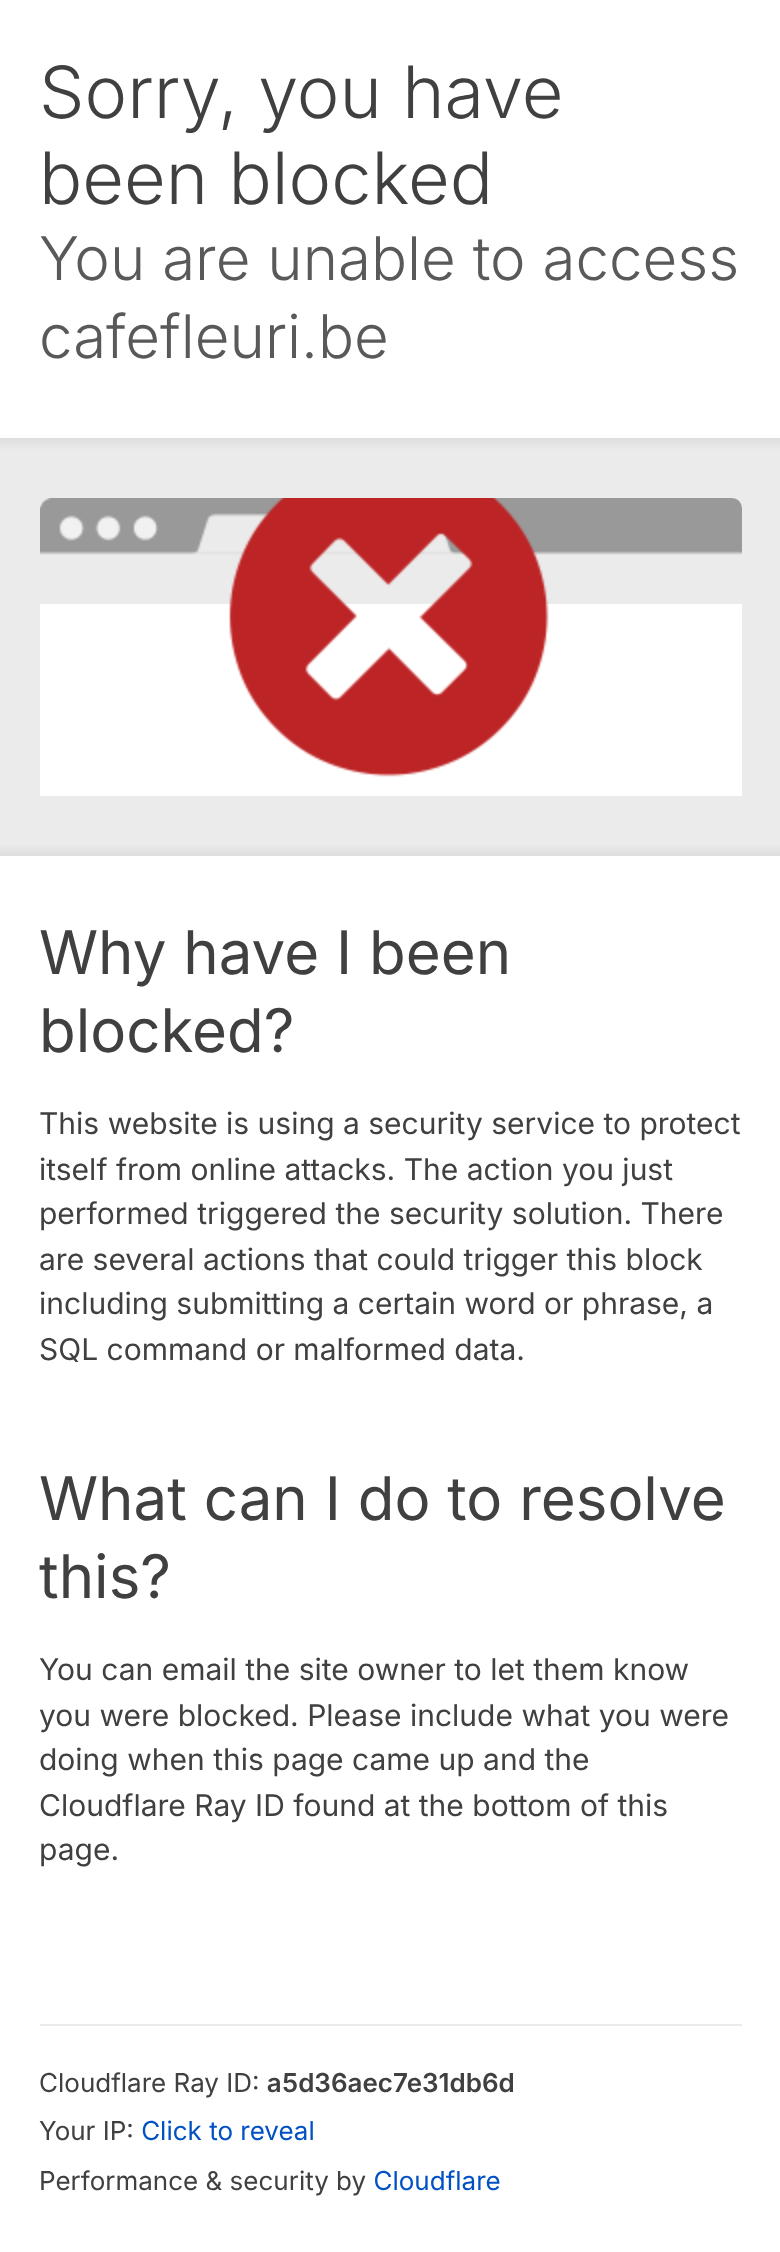 Sorry, you have
been blocked
You are unable to access
cafefleuri.be
Why have I been
blocked?
This website is using a security service to protect
itself from online attacks. The action you just
performed triggered the security solution. There
are several actions that could trigger this block
including submitting a certain word or phrase, a
SQL command or malformed data.
What can I do to resolve
this?
You can email the site owner to let them know
you were blocked. Please include what you were
doing when this page came up and the
Cloudflare Ray ID found at the bottom of this
page.
Cloudflare Ray ID: a5d36aec7e31db6d
Your IP: Click to reveal
Performance & security by Cloudflare